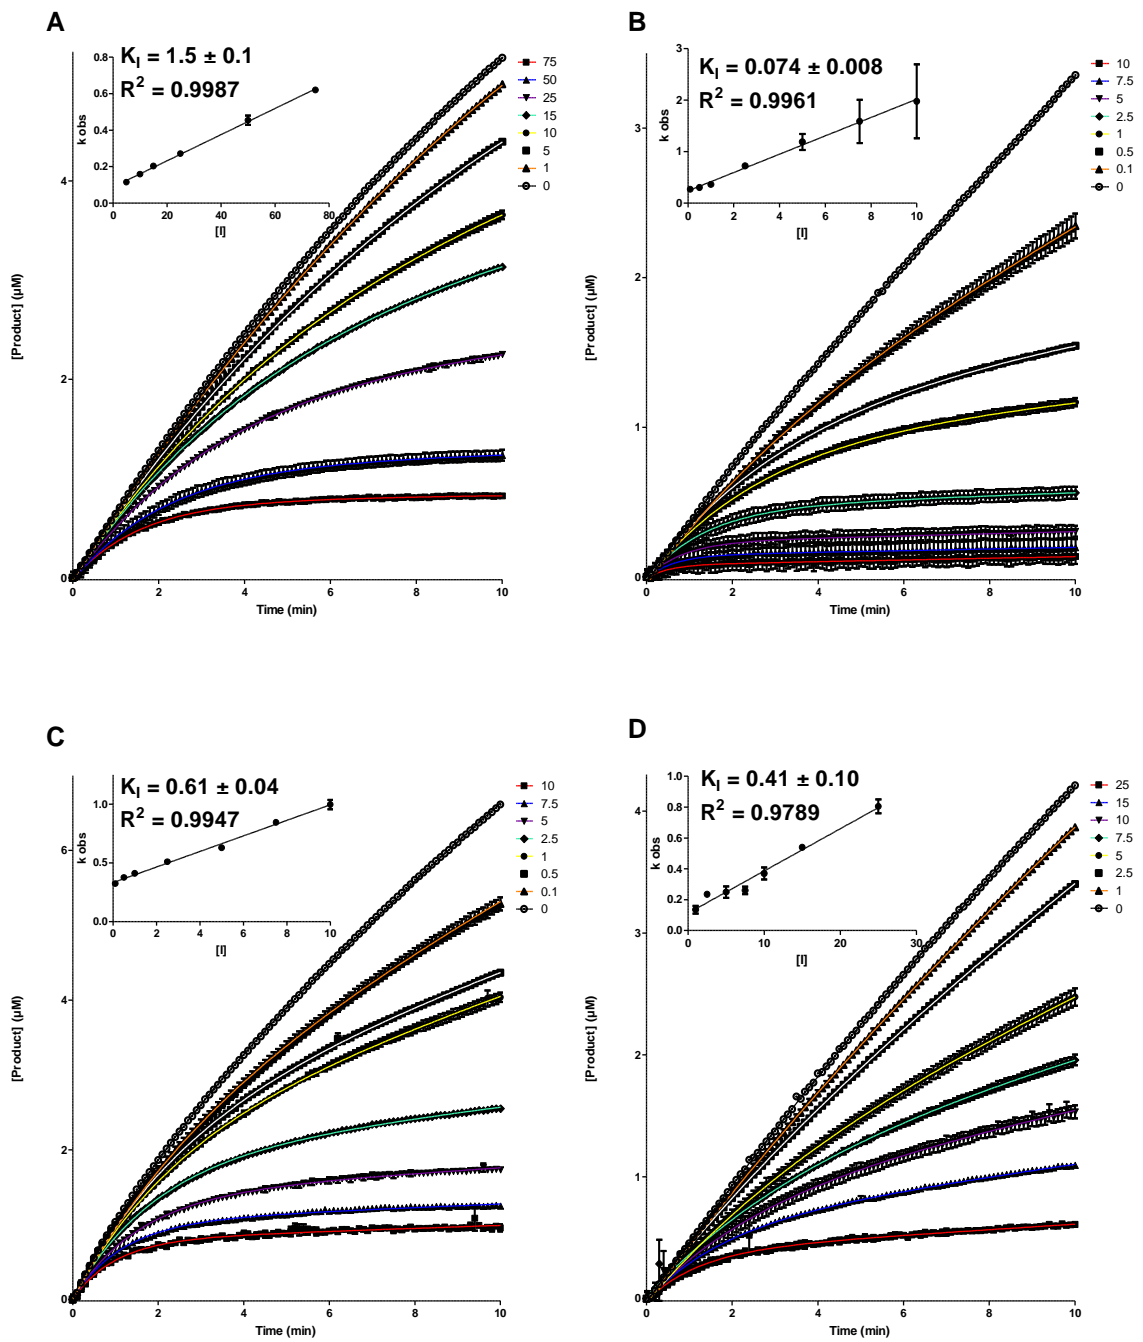 A
K_I = 1.5 ± 0.1
R² = 0.9987
k obs
0.8
0.6
0.4
0.2
0.0
0 20 40 60 80
[I]
75
50
25
15
10
5
1
0
[Product] (µM)
4
2
0
0 2 4 6 8 10
Time (min)
B
K_I = 0.074 ± 0.008
R² = 0.9961
k obs
3
2
1
0
0 2 4 6 8 10
[I]
10
7.5
5
2.5
1
0.5
0.1
0
[Product] (µM)
3
2
1
0
0 2 4 6 8 10
Time (min)
C
K_I = 0.61 ± 0.04
R² = 0.9947
k obs
1.0
0.5
0.0
0 2 4 6 8 10
[I]
10
7.5
5
2.5
1
0.5
0.1
0
[Product] (µM)
6
4
2
0
0 2 4 6 8 10
Time (min)
D
K_I = 0.41 ± 0.10
R² = 0.9789
k obs
1.0
0.8
0.6
0.4
0.2
0.0
0 10 20 30
[I]
25
15
10
7.5
5
2.5
1
0
[Product] (µM)
4
3
2
1
0
0 2 4 6 8 10
Time (min)